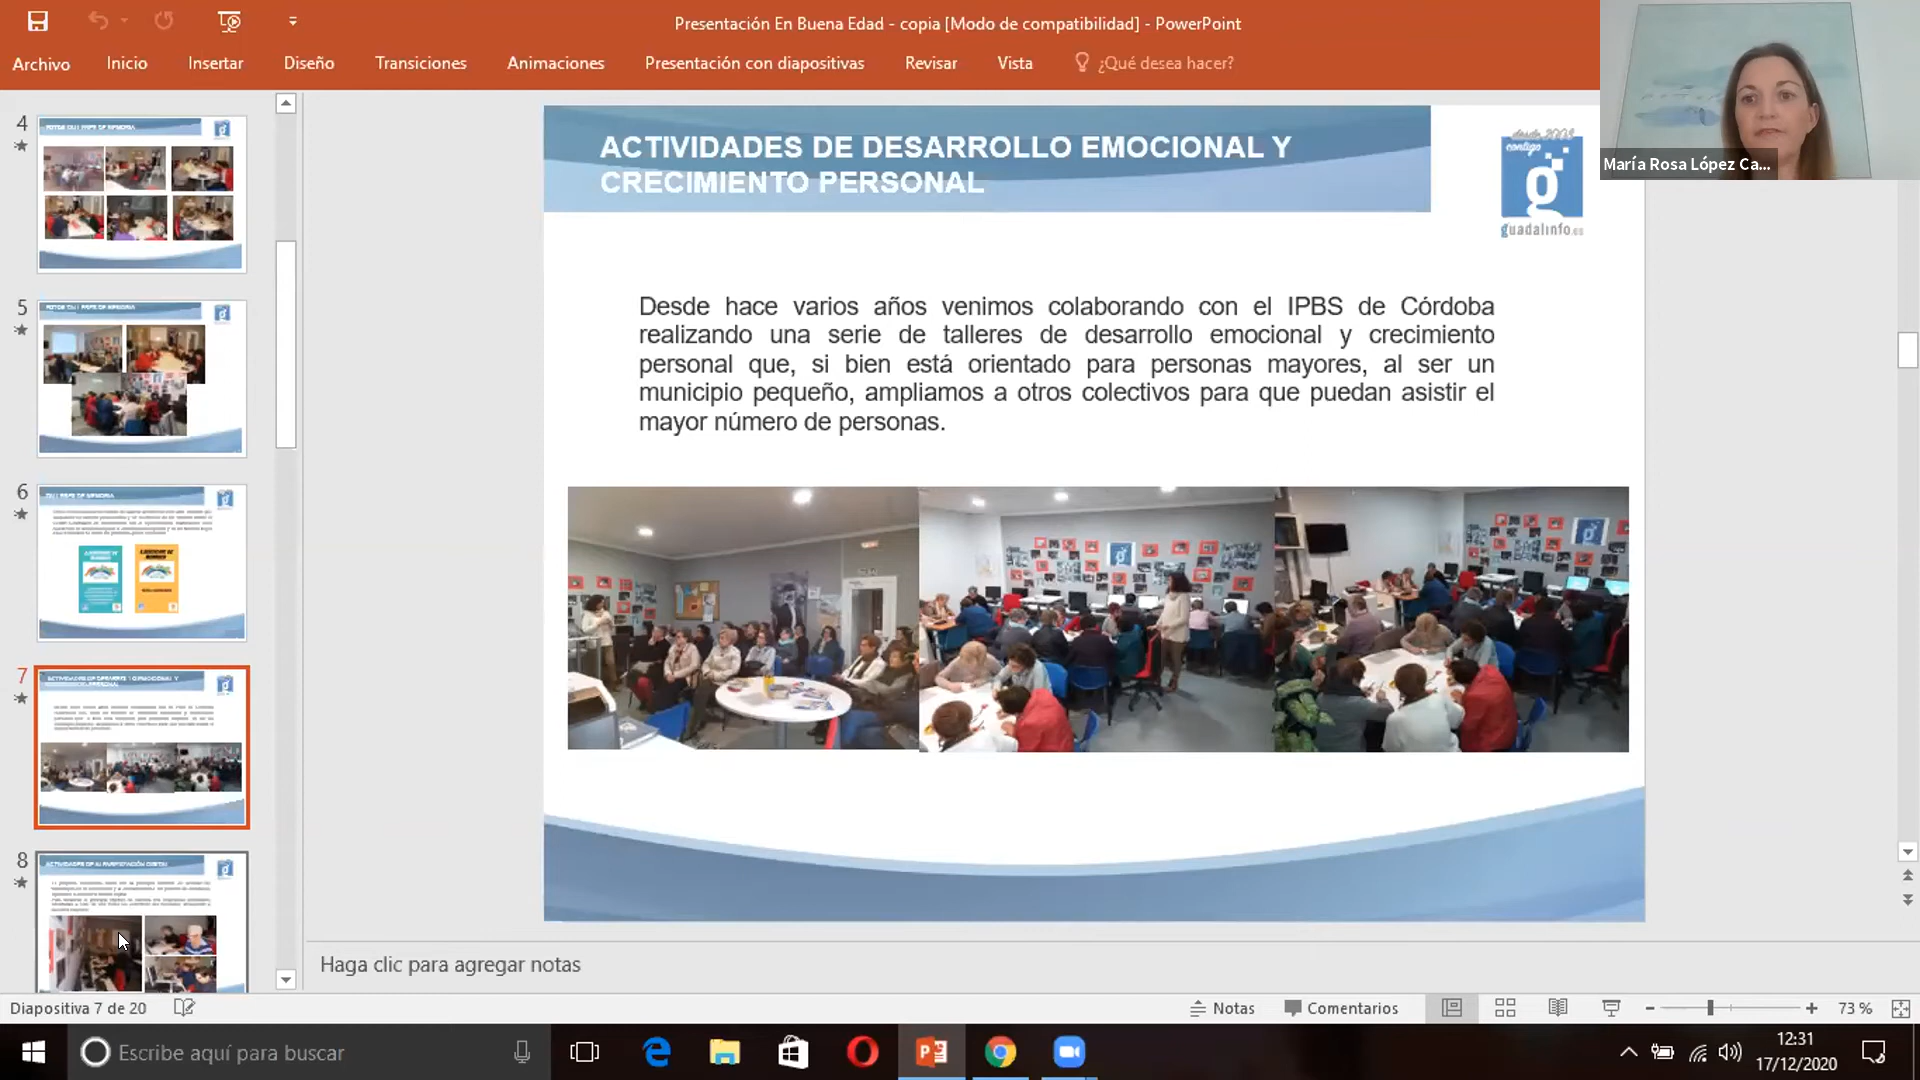 Presentación En Buena Edad - copia [Modo de compatibilidad] - PowerPoint
Archivo
Inicio
Insertar
Diseño
Transiciones
Animaciones
Presentación con diapositivas
Revisar
Vista
¿Qué desea hacer?
María Rosa López Ca...
4
5
6
7
8
ACTIVIDADES DE DESARROLLO EMOCIONAL Y
CRECIMIENTO PERSONAL
desde 2003
contigo
g
guadalinfo.es
Desde hace varios años venimos colaborando con el IPBS de Córdoba
realizando una serie de talleres de desarrollo emocional y crecimiento
personal que, si bien está orientado para personas mayores, al ser un
municipio pequeño, ampliamos a otros colectivos para que puedan asistir el
mayor número de personas.
Haga clic para agregar notas
Diapositiva 7 de 20
Notas
Comentarios
73 %
Escribe aquí para buscar
12:31
17/12/2020